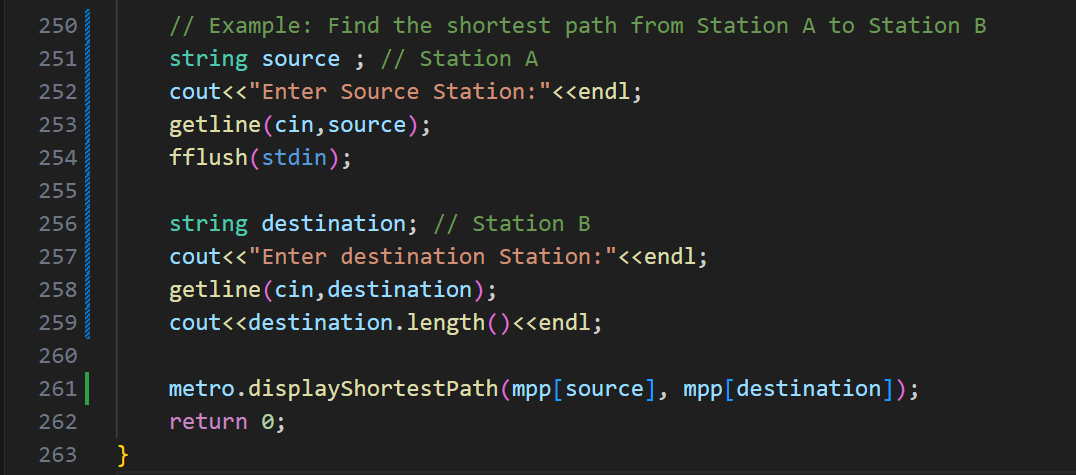 250 // Example: Find the shortest path from Station A to Station B
251 string source ; // Station A
252 cout<<"Enter Source Station:"<<endl;
253 getline(cin,source);
254 fflush(stdin);
255
256 string destination; // Station B
257 cout<<"Enter destination Station:"<<endl;
258 getline(cin,destination);
259 cout<<destination.length()<<endl;
260
261 metro.displayShortestPath(mpp[source], mpp[destination]);
262 return 0;
263 }